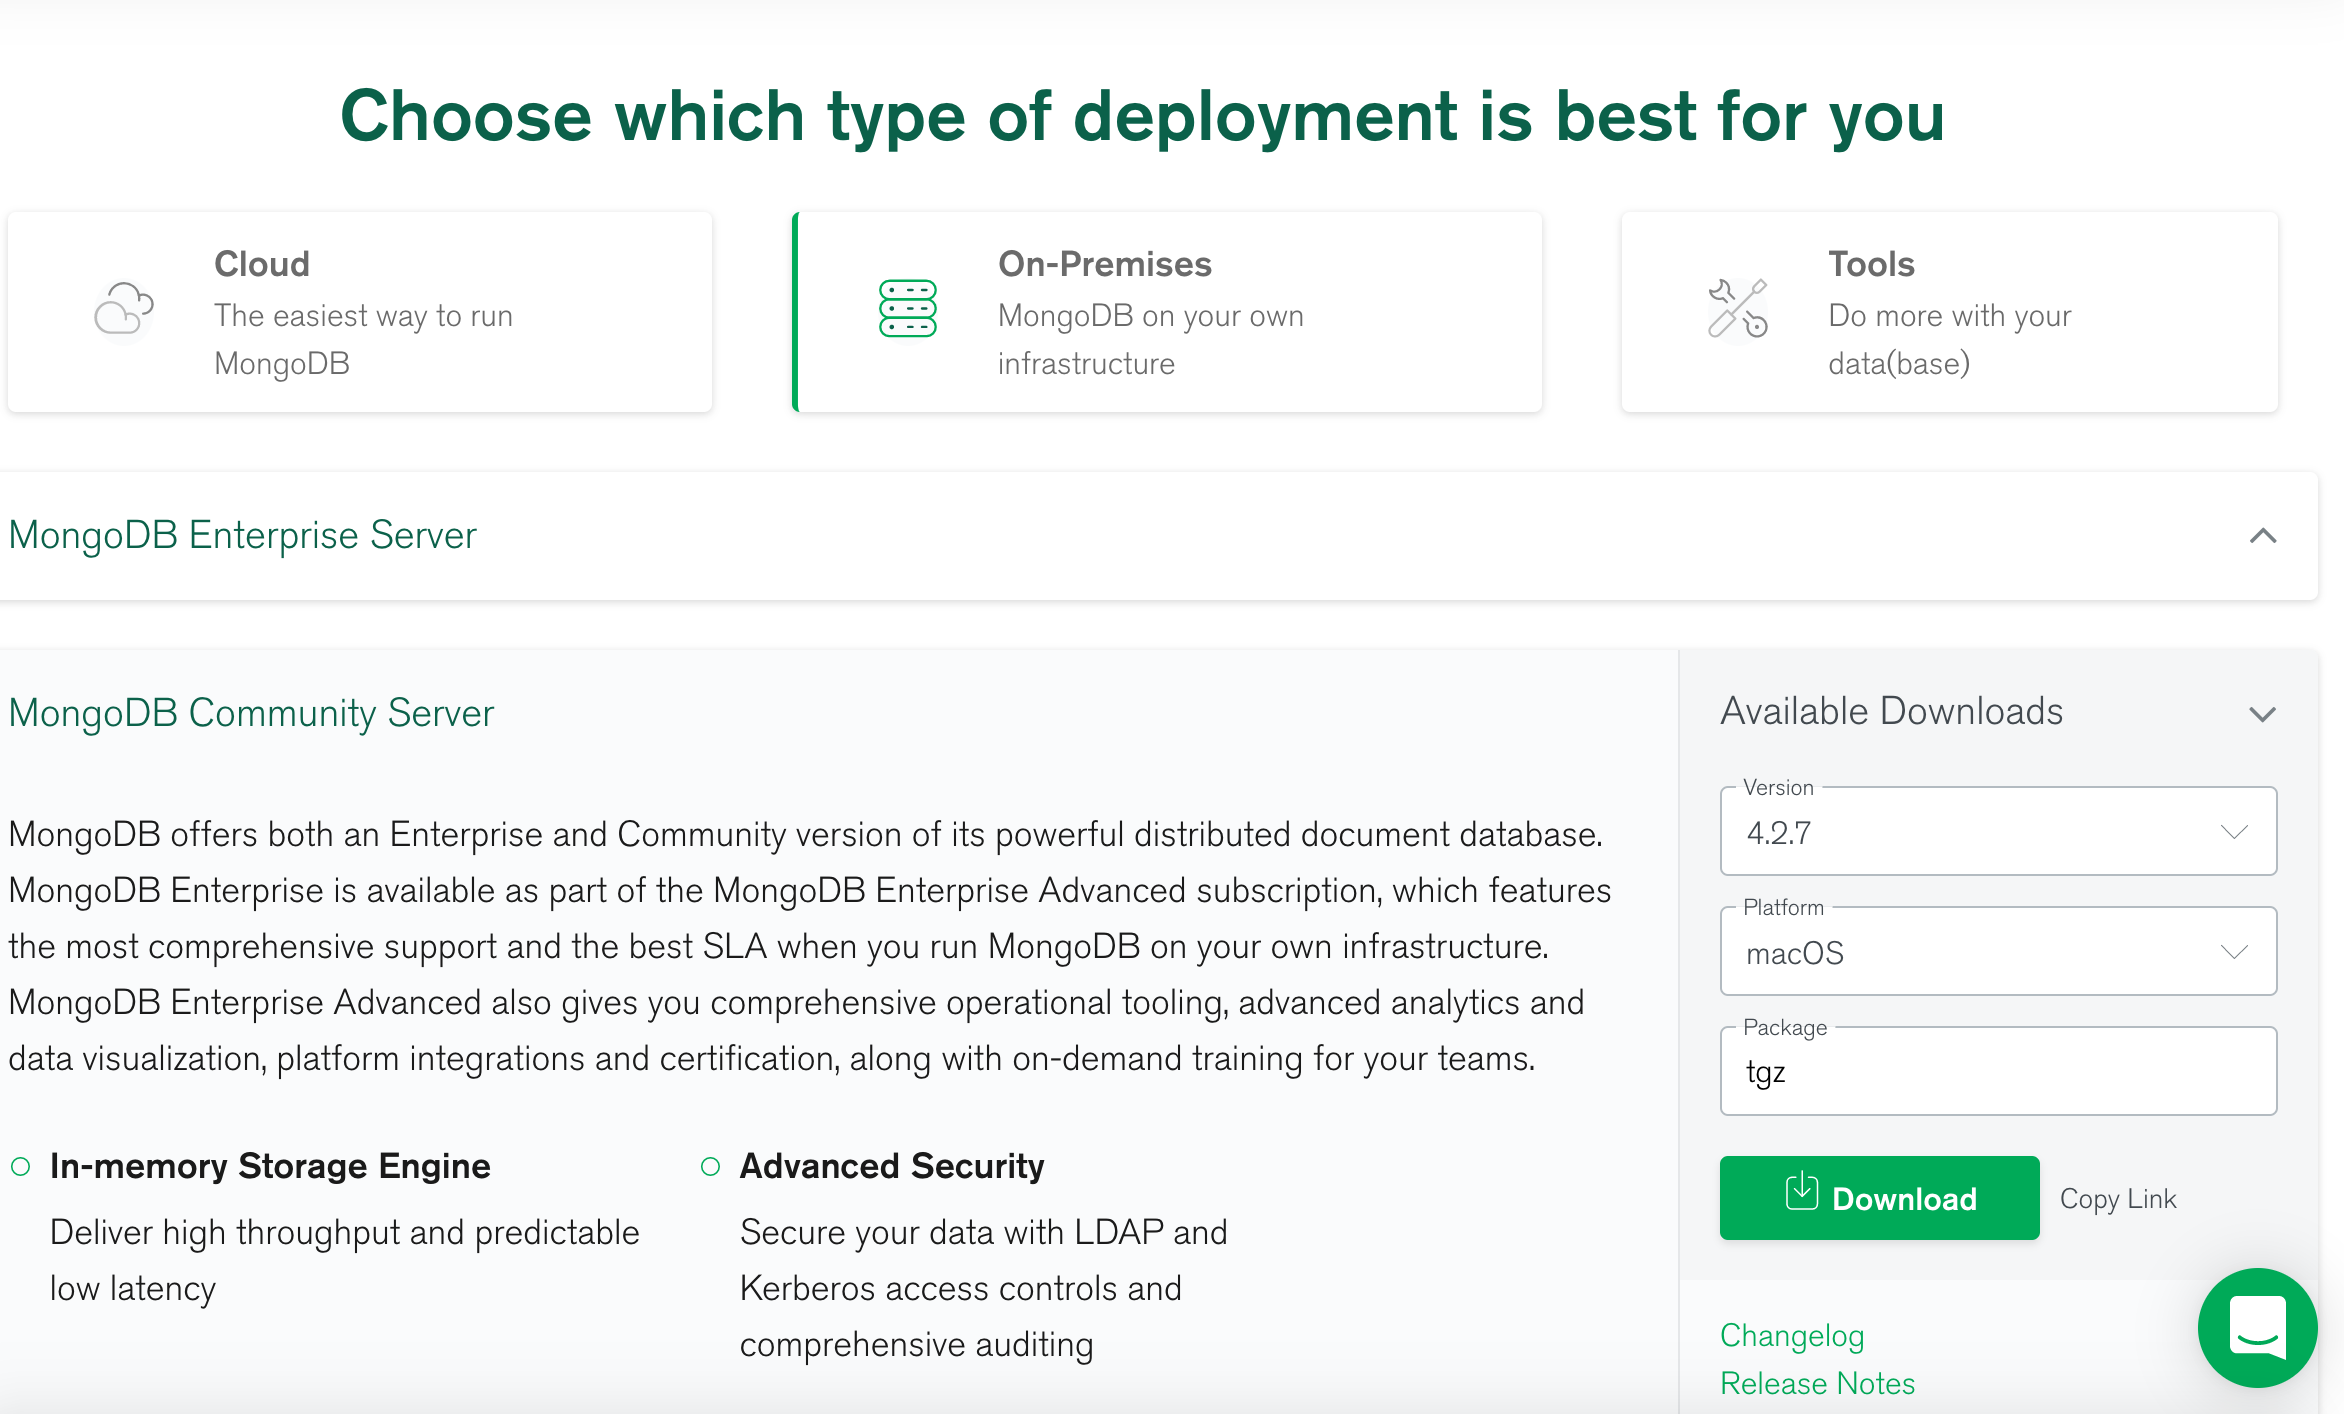 Choose which type of deployment is best for you
Cloud
The easiest way to run
MongoDB
On-Premises
MongoDB on your own
infrastructure
Tools
Do more with your
data(base)
MongoDB Enterprise Server
MongoDB Community Server
MongoDB offers both an Enterprise and Community version of its powerful distributed document database.
MongoDB Enterprise is available as part of the MongoDB Enterprise Advanced subscription, which features
the most comprehensive support and the best SLA when you run MongoDB on your own infrastructure.
MongoDB Enterprise Advanced also gives you comprehensive operational tooling, advanced analytics and
data visualization, platform integrations and certification, along with on-demand training for your teams.
In-memory Storage Engine
Deliver high throughput and predictable
low latency
Advanced Security
Secure your data with LDAP and
Kerberos access controls and
comprehensive auditing
Available Downloads
Version
4.2.7
Platform
macOS
Package
tgz
Download
Copy Link
Changelog
Release Notes